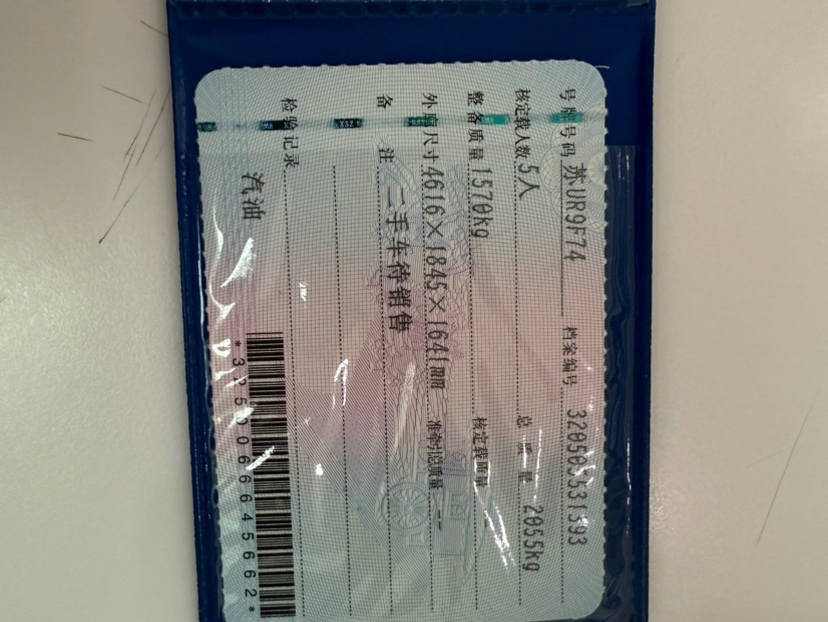 号牌号码 苏UR9F74 档案编号 320505531593
核定载人数 5人 总质量 2055kg
整备质量 1570kg 核定载质量 --
外廓尺寸 4616×1845×1641mm 准牵引总质量 --
备注 二手车待销售
检验记录
汽油
*3250066645662*